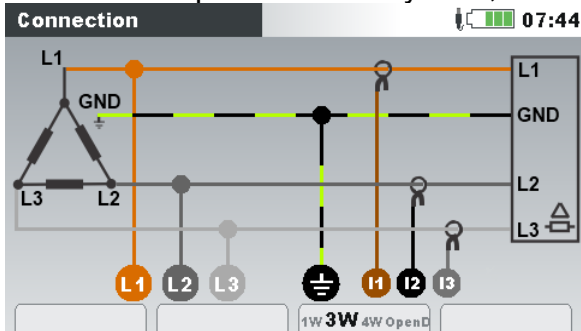 Connection 07:44
L1
L1
GND
GND
L3 L2
L2
L3
L1 L2 L3 I1 I2 I3
1W 3W 4W OpenD